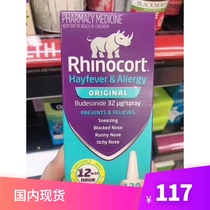 PHARMACY MEDICINE
KEEP OUT OF REACH OF CHILDREN
Rhinocort
Hayfever & Allergy
ORIGINAL
Budesonide 32 µg/spray
PREVENTS & RELIEVES
Sneezing
Blocked Nose
Runny Nose
Itchy Nose
12
HOUR
120
国内现货
¥ 117